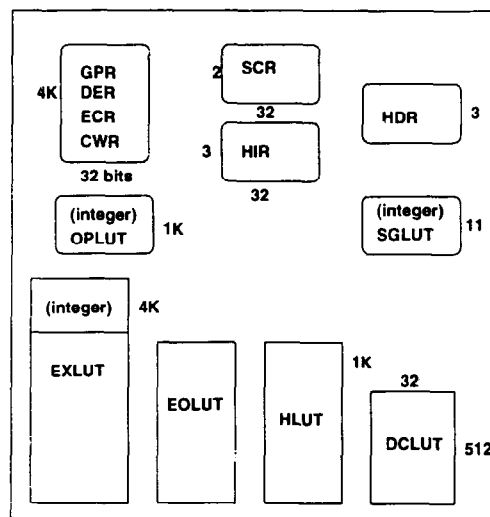 GPR
DER
ECR
CWR
4K
32 bits
2
SCR
32
3
HIR
32
HDR
3
(integer)
OPLUT
1K
(integer)
SGLUT
11
(integer)
4K
EXLUT
EOLUT
HLUT
1K
32
DCLUT
512